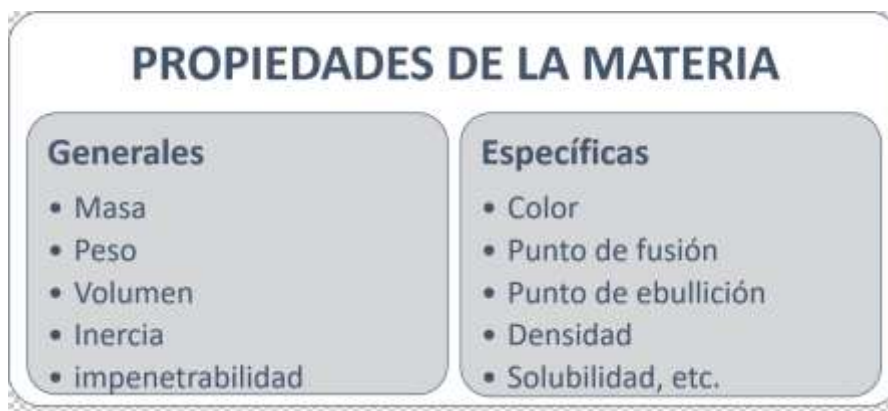 PROPIEDADES DE LA MATERIA
Generales
• Masa
• Peso
• Volumen
• Inercia
• impenetrabilidad
Específicas
• Color
• Punto de fusión
• Punto de ebullición
• Densidad
• Solubilidad, etc.